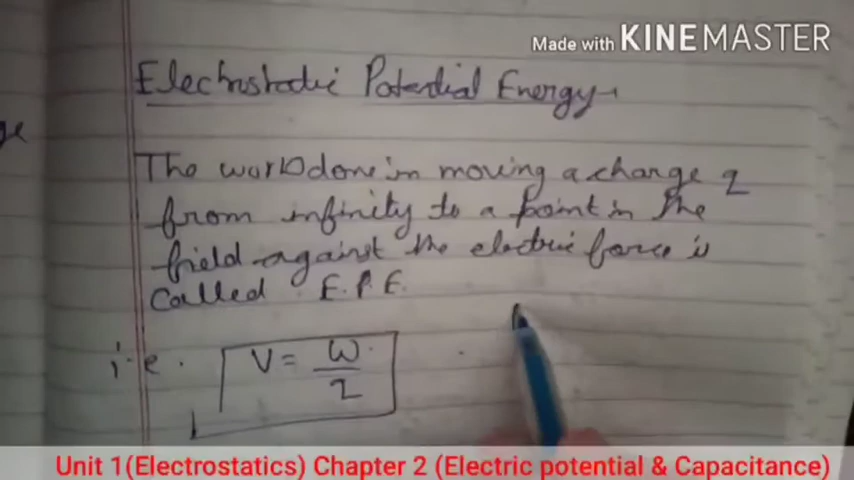 Made with KINEMASTER
Electrostatic Potential Energy
ge
The work done in moving a charge q
from infinity to a point in the
field against the electric force is
called E.P.E.
i.e. V = W/q
Unit 1(Electrostatics) Chapter 2 (Electric potential & Capacitance)